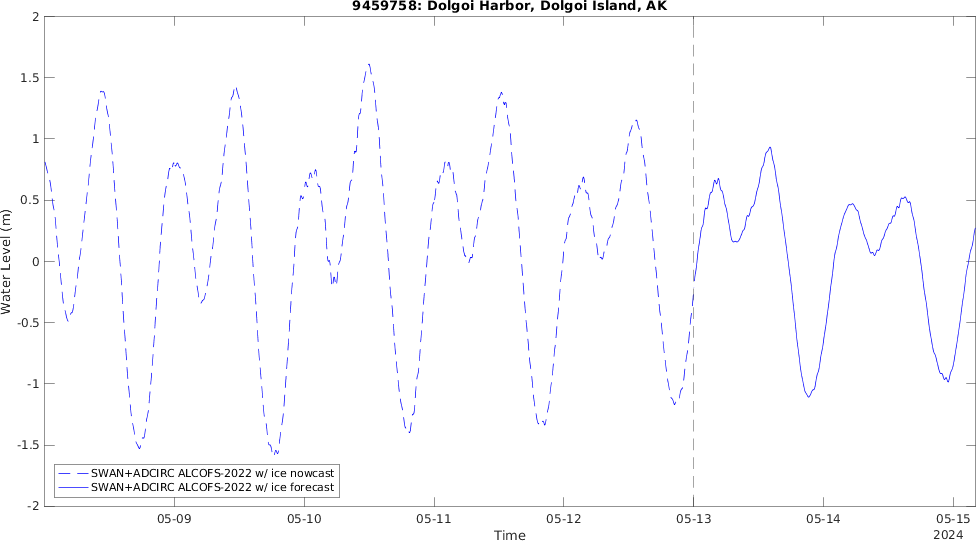 9459758: Dolgoi Harbor, Dolgoi Island, AK
2
1.5
1
0.5
0
-0.5
-1
-1.5
-2
Water Level (m)
SWAN+ADCIRC ALCOFS-2022 w/ ice nowcast
SWAN+ADCIRC ALCOFS-2022 w/ ice forecast
05-09 05-10 05-11 05-12 05-13 05-14 05-15
Time 2024